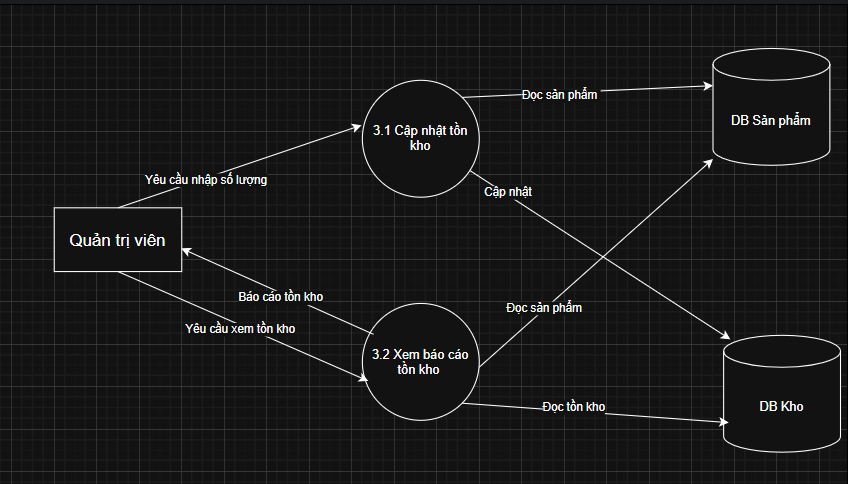 Đọc sản phẩm
DB Sản phẩm
3.1 Cập nhật tồn
kho
Yêu cầu nhập số lượng
Cập nhật
Quản trị viên
Báo cáo tồn kho
Đọc sản phẩm
Yêu cầu xem tồn kho
3.2 Xem báo cáo
tồn kho
Đọc tồn kho
DB Kho